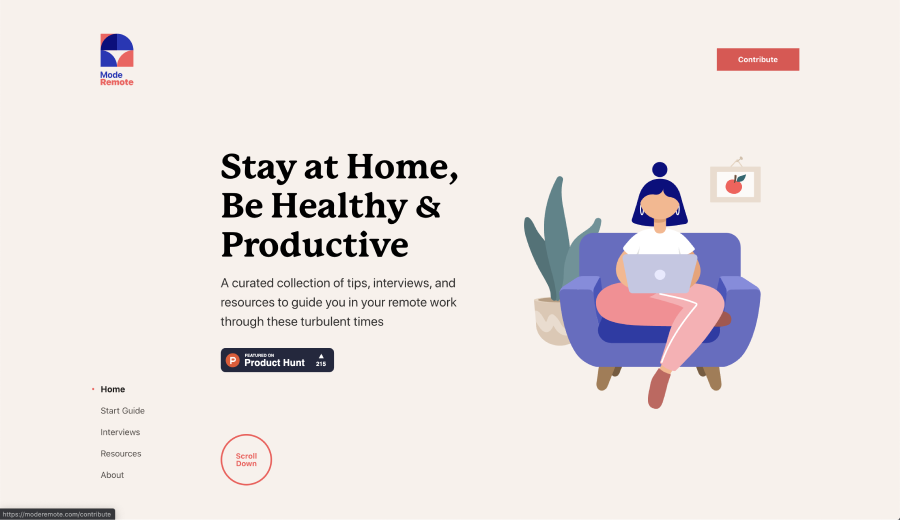 Mode
Remote
Contribute
Stay at Home,
Be Healthy &
Productive
A curated collection of tips, interviews, and
resources to guide you in your remote work
through these turbulent times
P
FEATURED ON
Product Hunt
▲
215
Home
Start Guide
Interviews
Resources
About
Scroll
Down
https://moderemote.com/contribute